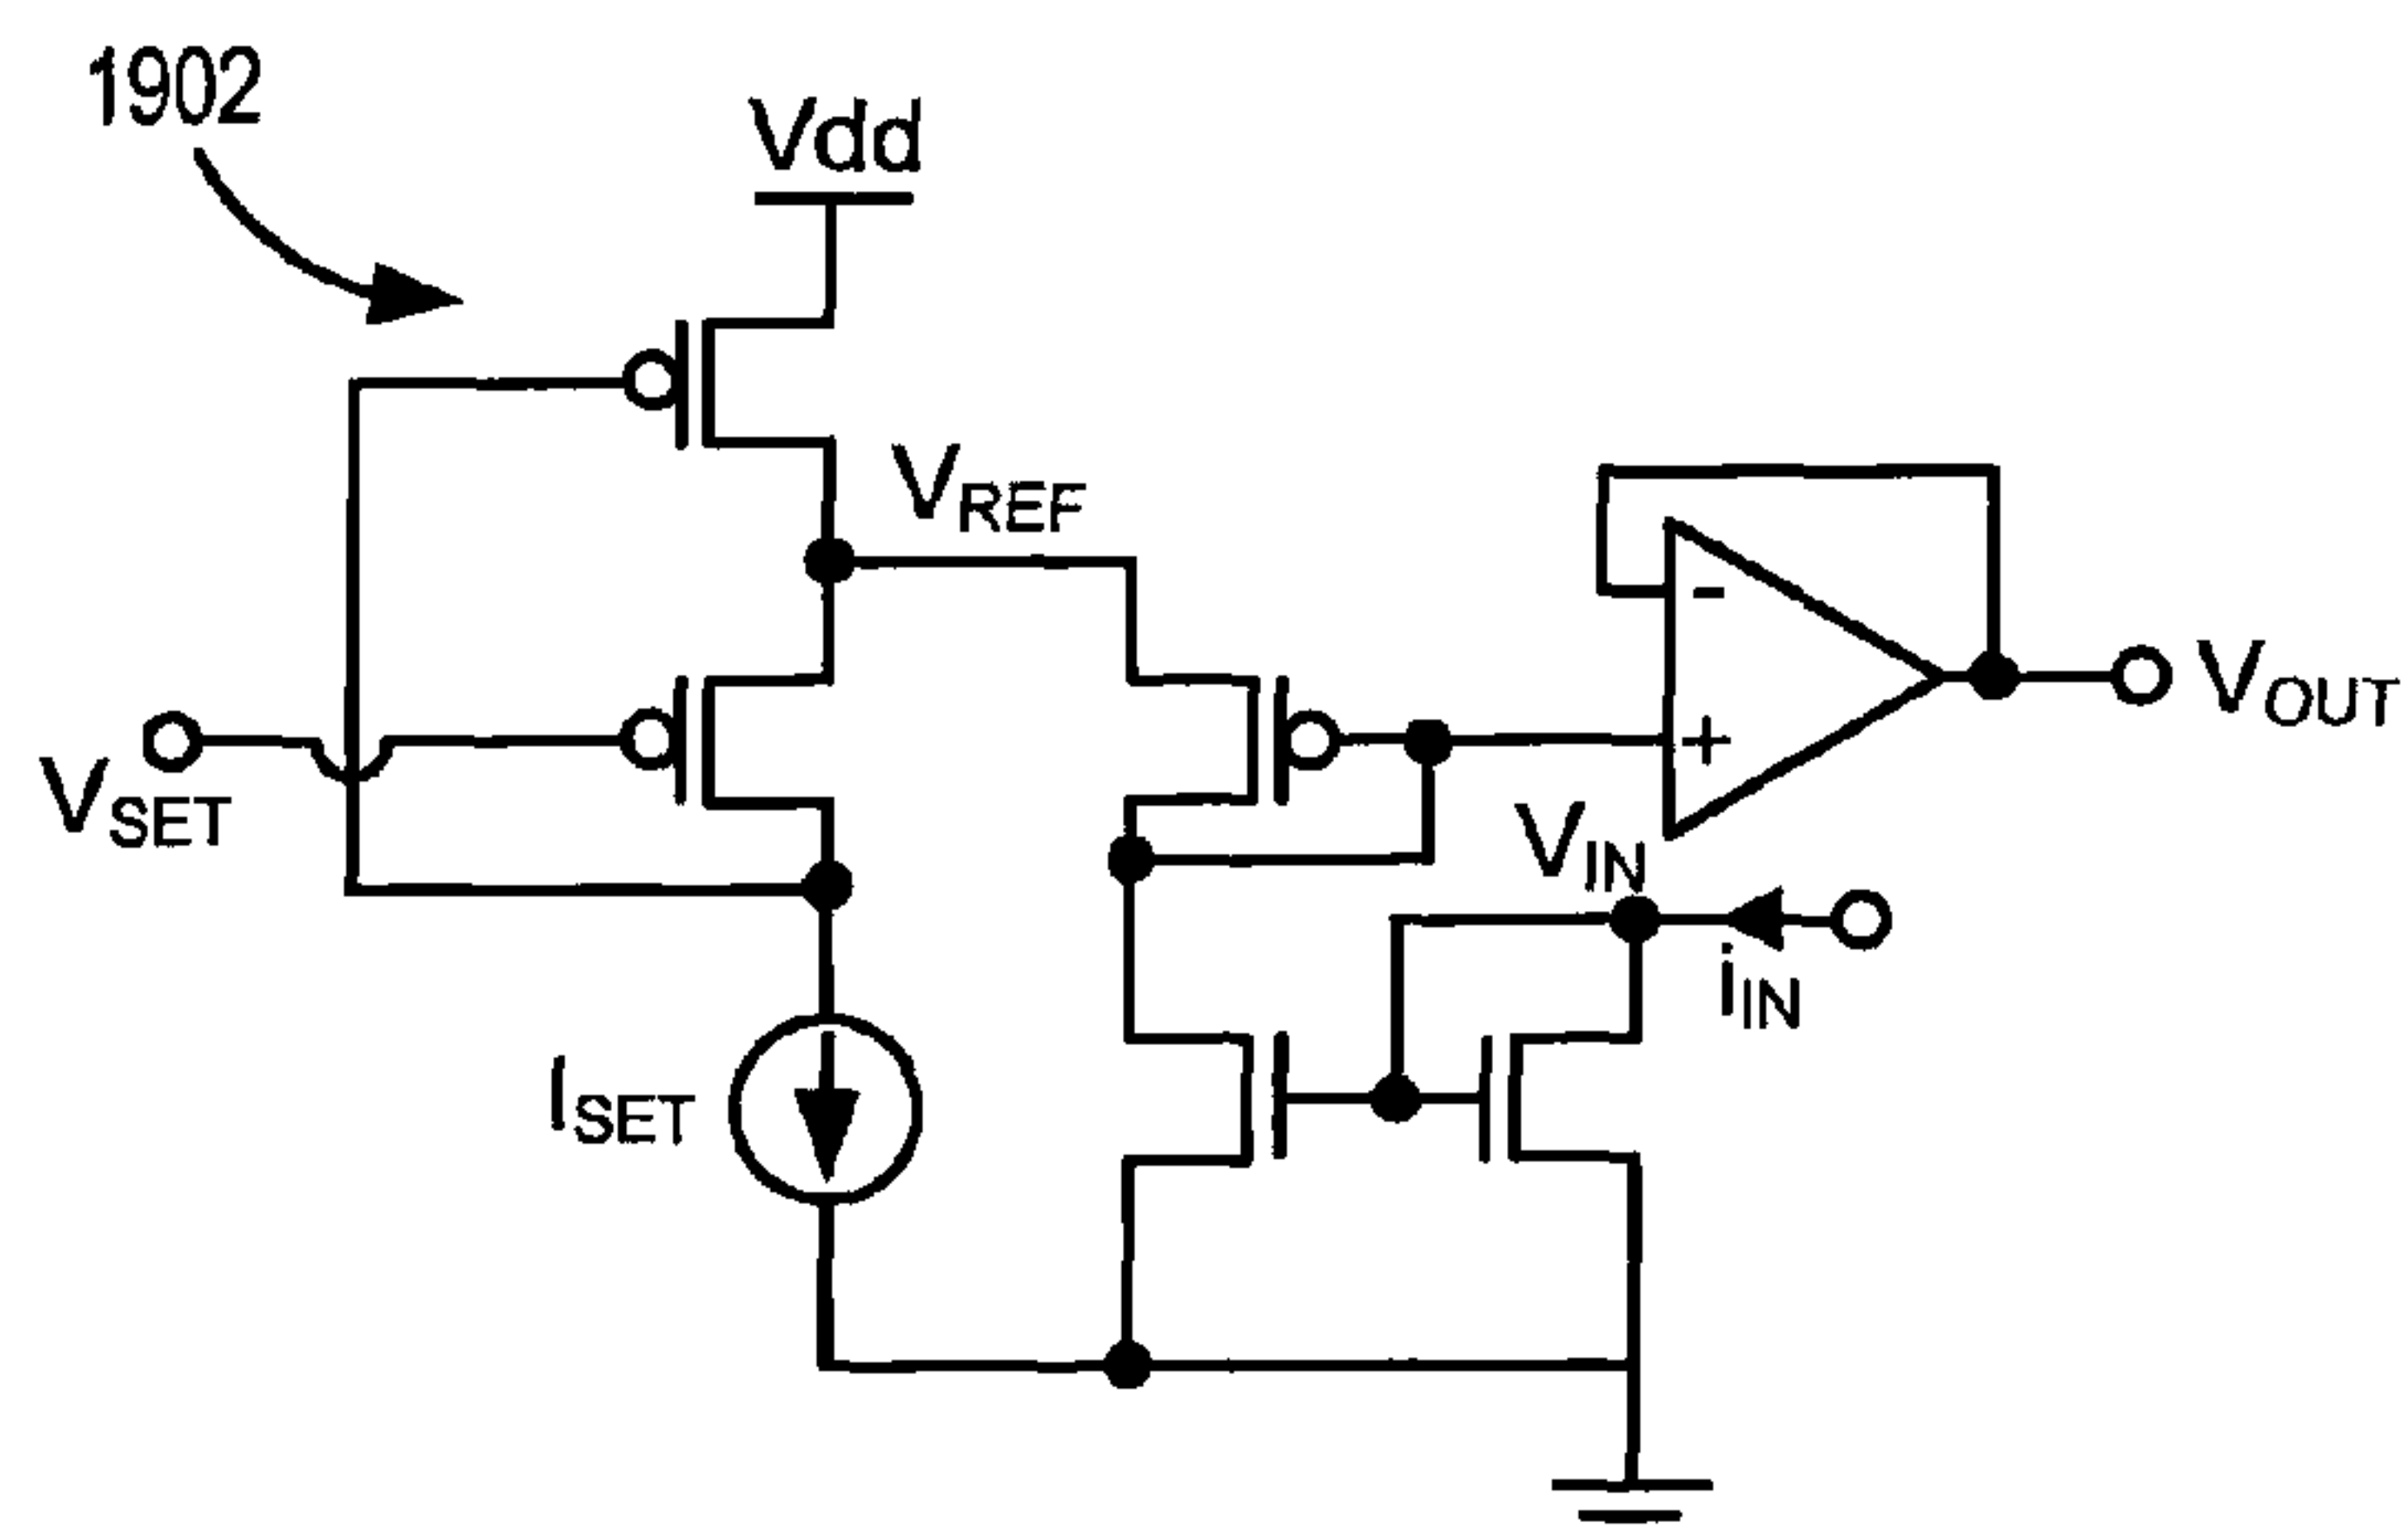 1902
Vdd
VREF
VSET
ISET
-
+
VIN
iIN
VOUT